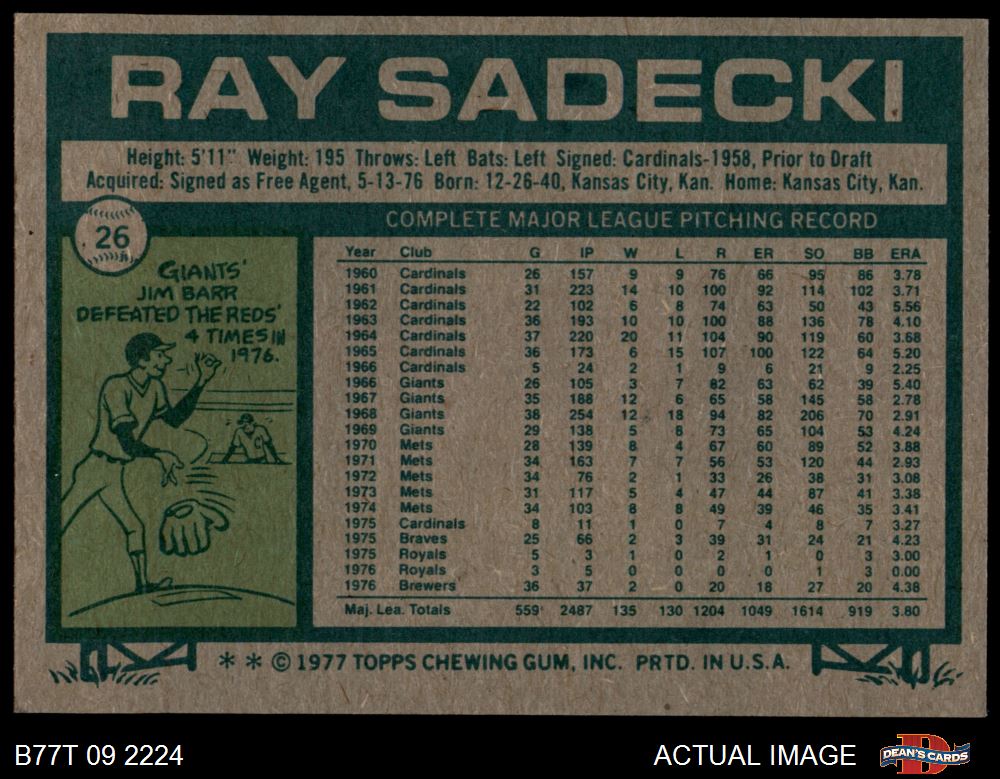 RAY SADECKI
Height: 5'11" Weight: 195 Throws: Left Bats: Left Signed: Cardinals-1958, Prior to Draft
Acquired: Signed as Free Agent, 5-13-76 Born: 12-26-40, Kansas City, Kan. Home: Kansas City, Kan.
26
GIANTS'
JIM BARR
DEFEATED THE REDS'
4 TIMES IN
1976.
COMPLETE MAJOR LEAGUE PITCHING RECORD
Year Club G IP W L R ER SO BB ERA
1960 Cardinals 26 157 9 9 76 66 95 86 3.78
1961 Cardinals 31 223 14 10 100 92 114 102 3.71
1962 Cardinals 22 102 6 8 74 63 50 43 5.56
1963 Cardinals 36 193 10 10 100 88 136 78 4.10
1964 Cardinals 37 220 20 11 104 90 119 60 3.68
1965 Cardinals 36 173 6 15 107 100 122 64 5.20
1966 Cardinals 5 24 2 1 9 6 21 9 2.25
1966 Giants 26 105 3 7 82 63 62 39 5.40
1967 Giants 35 188 12 6 65 58 145 58 2.78
1968 Giants 38 254 12 18 94 82 206 70 2.91
1969 Giants 29 138 5 8 73 65 104 53 4.24
1970 Mets 28 139 8 4 67 60 89 52 3.88
1971 Mets 34 163 7 7 56 53 120 44 2.93
1972 Mets 34 76 2 1 33 26 38 31 3.08
1973 Mets 31 117 5 4 47 44 87 41 3.38
1974 Mets 34 103 8 8 49 39 46 35 3.41
1975 Cardinals 8 11 1 0 7 4 8 7 3.27
1975 Braves 25 66 2 3 39 31 24 21 4.23
1975 Royals 5 3 1 0 2 1 0 3 3.00
1976 Royals 3 5 0 0 0 0 1 3 0.00
1976 Brewers 36 37 2 0 20 18 27 20 4.38
Maj. Lea. Totals 559 2487 135 130 1204 1049 1614 919 3.80
* * © 1977 TOPPS CHEWING GUM, INC. PRTD. IN U.S.A.
B77T 09 2224
ACTUAL IMAGE
DEAN'S CARDS